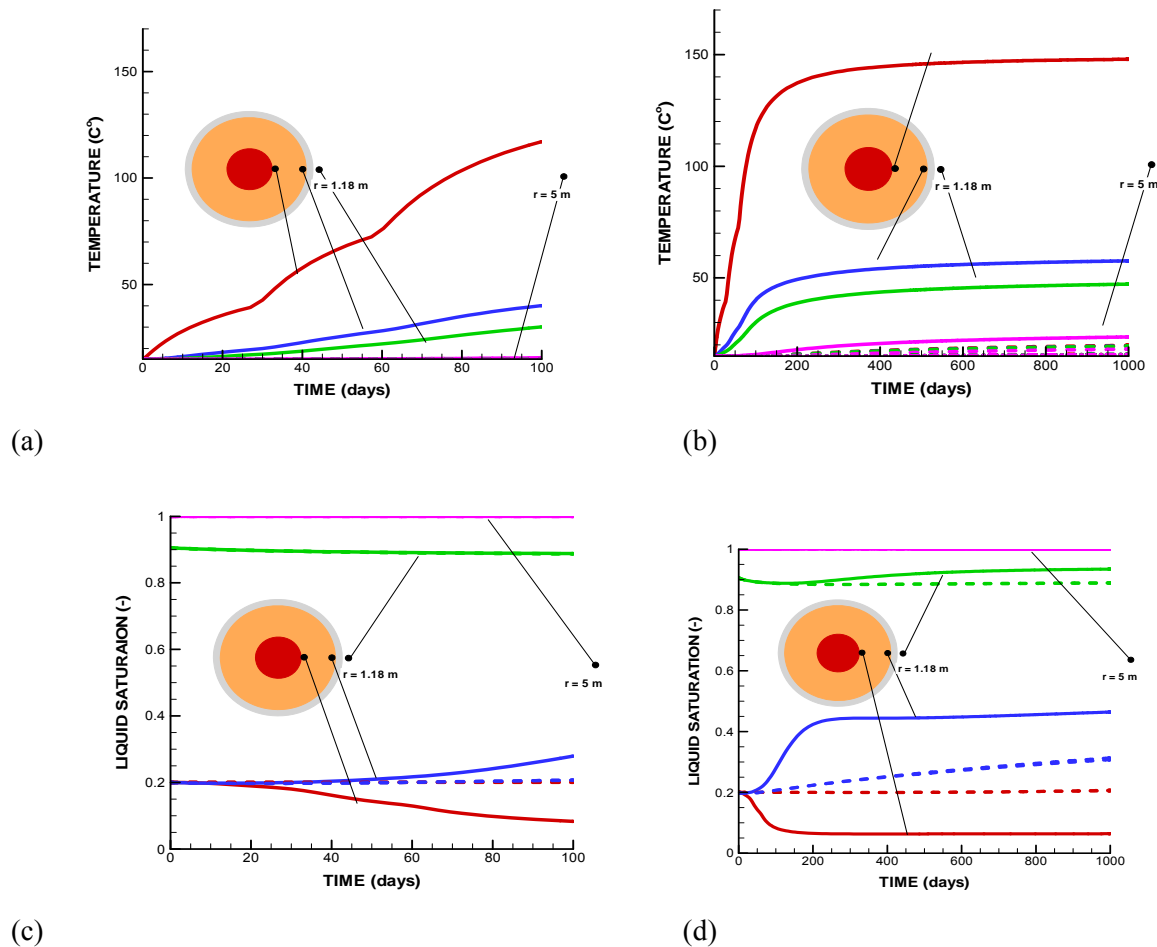 TEMPERATURE (C°)
150
100
50
0
20
40
60
80
100
TIME (days)
r = 1.18 m
r = 5 m
(a)
TEMPERATURE (C°)
150
100
50
0
200
400
600
800
1000
TIME (days)
r = 1.18 m
r = 5 m
(b)
LIQUID SATURAION (-)
1
0.8
0.6
0.4
0.2
0
0
20
40
60
80
100
TIME (days)
r = 1.18 m
r = 5 m
(c)
LIQUID SATURATION (-)
1
0.8
0.6
0.4
0.2
0
0
200
400
600
800
1000
TIME (days)
r = 1.18 m
r = 5 m
(d)